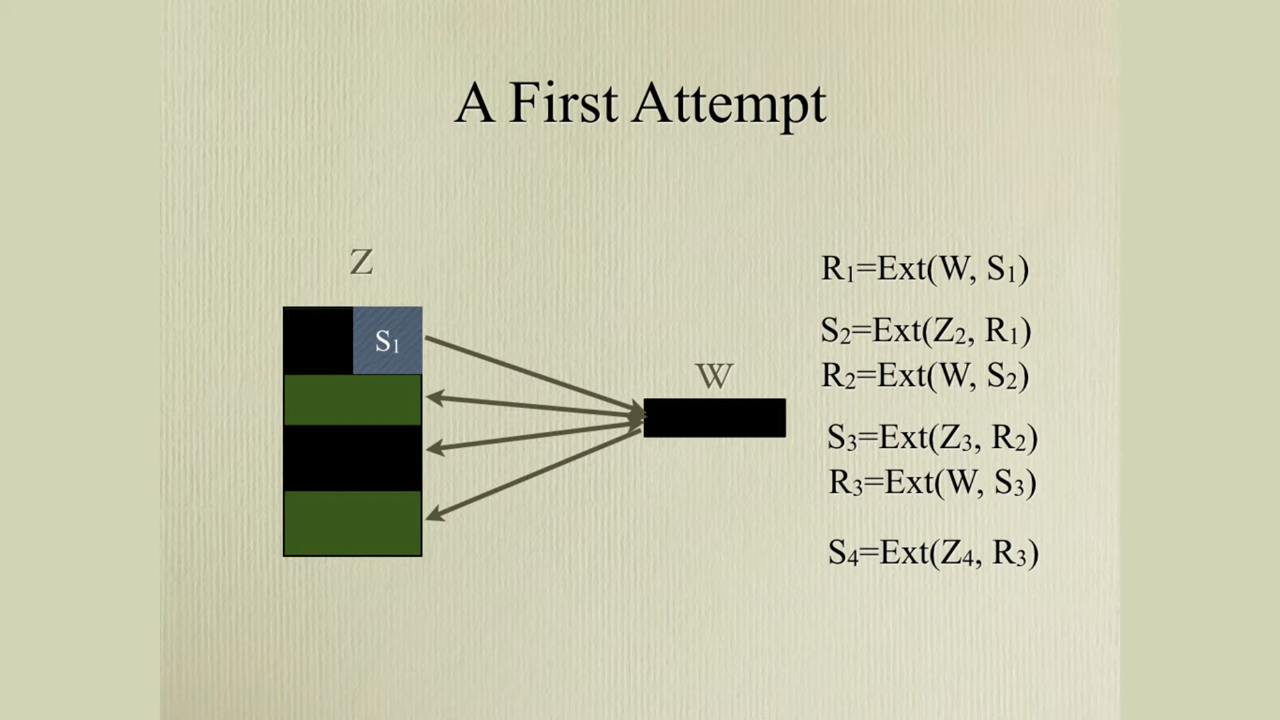 A First Attempt
Z
S₁
W
R₁=Ext(W, S₁)
S₂=Ext(Z₂, R₁)
R₂=Ext(W, S₂)
S₃=Ext(Z₃, R₂)
R₃=Ext(W, S₃)
S₄=Ext(Z₄, R₃)